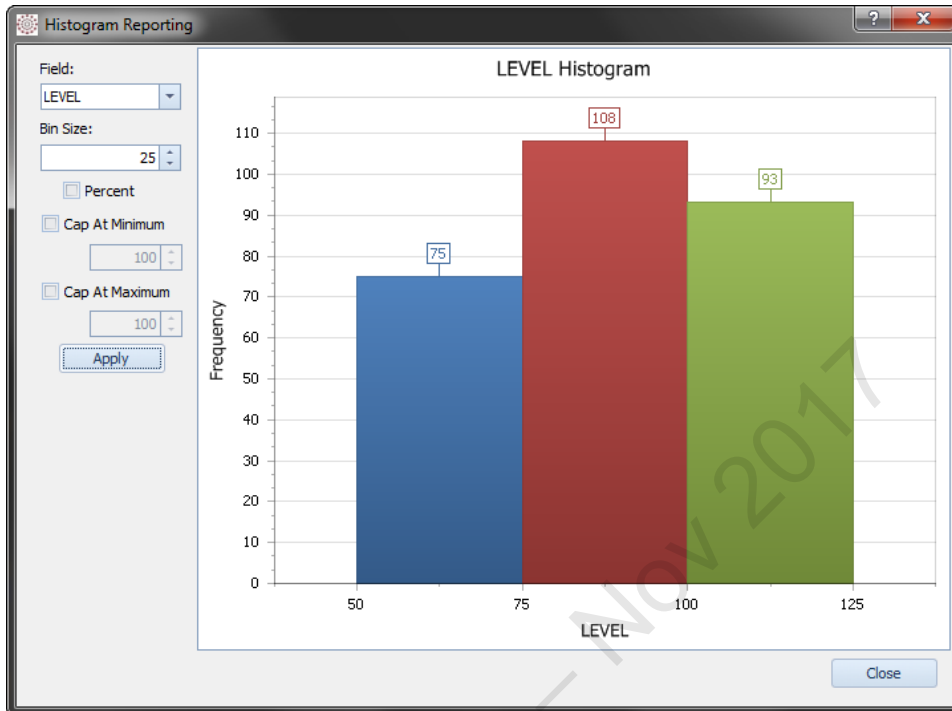 Histogram Reporting
Field:
LEVEL
Bin Size:
25
Percent
Cap At Minimum
100
Cap At Maximum
100
Apply
LEVEL Histogram
Frequency
110
100
90
80
70
60
50
40
30
20
10
0
75
108
93
50 75 100 125
LEVEL
Close
— Nov 2017